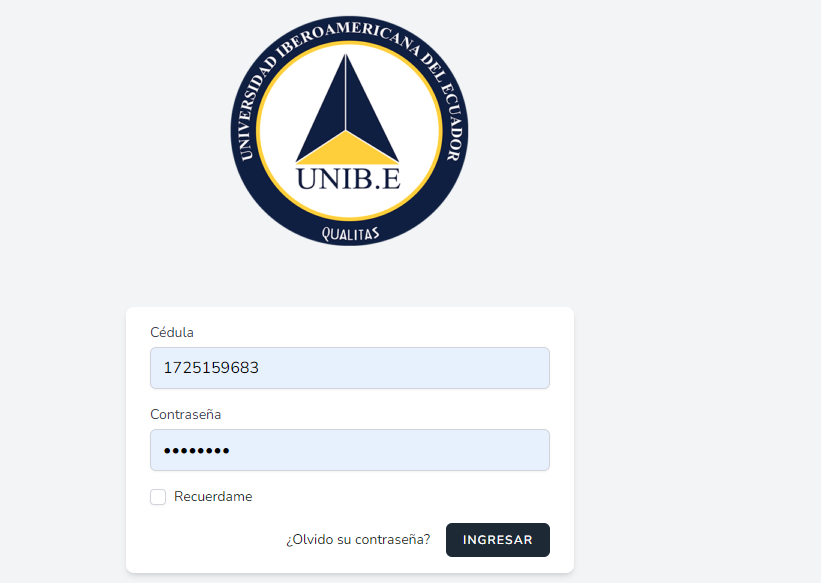 UNIVERSIDAD IBEROAMERICANA DEL ECUADOR
UNIB.E
QUALITAS
Cédula
1725159683
Contraseña
••••••••
Recuerdame
¿Olvido su contraseña?
INGRESAR